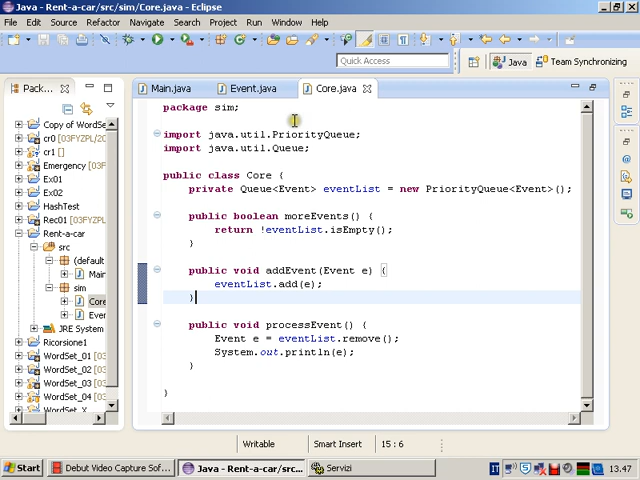 Java - Rent-a-car/src/sim/Core.java - Eclipse
File Edit Source Refactor Navigate Search Project Run Window Help
Quick Access
Java
Team Synchronizing
Pack...
Main.java
Event.java
Core.java
Copy of WordSe
cr0 [03FYZPL/20
cr1 []
Emergency [03FY
Ex01
Ex02
HashTest
Rec01 [03FYZPL
Rent-a-car
src
(default
Main
sim
Core
Even
JRE System
Ricorsione1
WordSet_01 [03
WordSet_02 [03
WordSet_03 [03
WordSet_04 [03
WordSet_X
package sim;
import java.util.PriorityQueue;
import java.util.Queue;
public class Core {
private Queue<Event> eventList = new PriorityQueue<Event>();
public boolean moreEvents() {
return !eventList.isEmpty();
}
public void addEvent(Event e) {
eventList.add(e);
}
public void processEvent() {
Event e = eventList.remove();
System.out.println(e);
}
}
Writable
Smart Insert
15 : 6
Start
Debut Video Capture Sof...
Java - Rent-a-car/src...
Servizi
IT
13.47